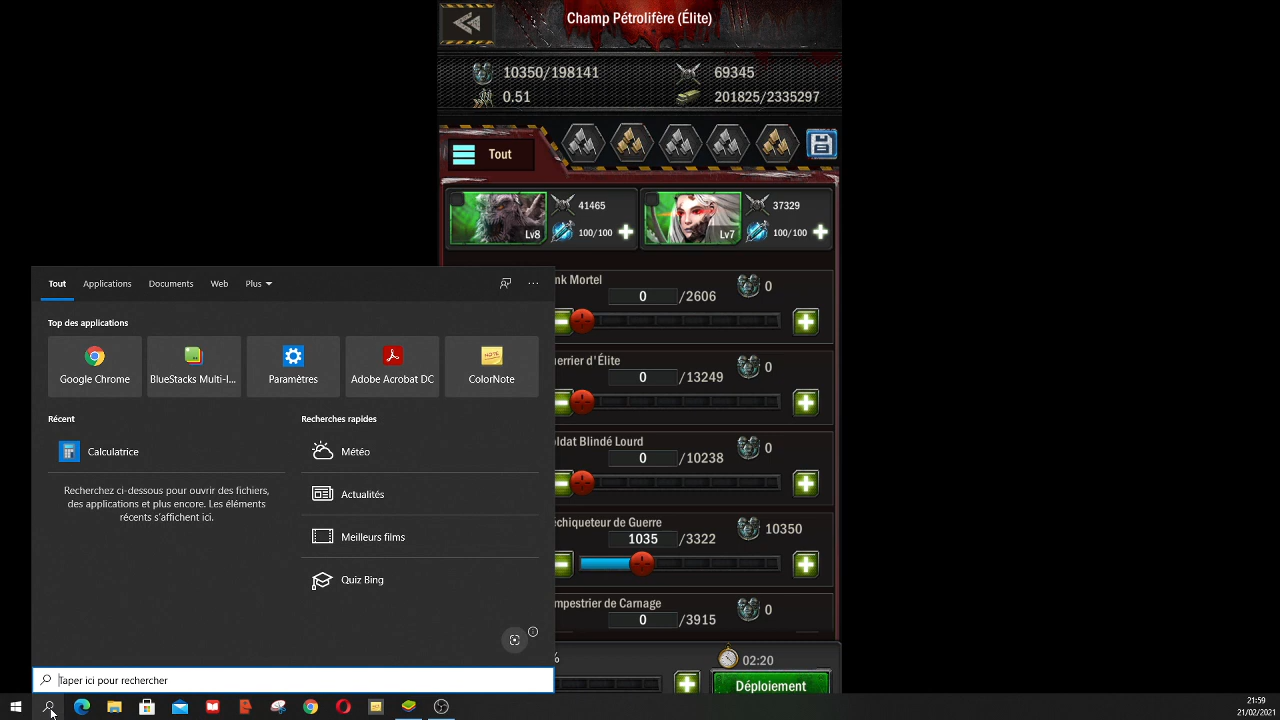 Champ Pétrolifère (Élite)
10350/198141
69345
0.51
201825/2335297
Tout
41465
Lv8
100/100
37329
Lv7
100/100
nk Mortel
0
0
/2606
uerrier d'Élite
0
0
/13249
oldat Blindé Lourd
0
0
/10238
échiqueteur de Guerre
10350
1035
/3322
mpestrier de Carnage
0
0
/3915
%
02:20
Déploiement
Tout
Applications
Documents
Web
Plus
Top des applications
Google Chrome
BlueStacks Multi-I...
Paramètres
Adobe Acrobat DC
NOTE
ColorNote
Récent
Recherches rapides
Calculatrice
Météo
Recherchez ci-dessous pour ouvrir des fichiers,
des applications et plus encore. Les éléments
récents s'affichent ici.
Actualités
Meilleurs films
Quiz Bing
Taper ici pour rechercher
21:59
21/02/2021